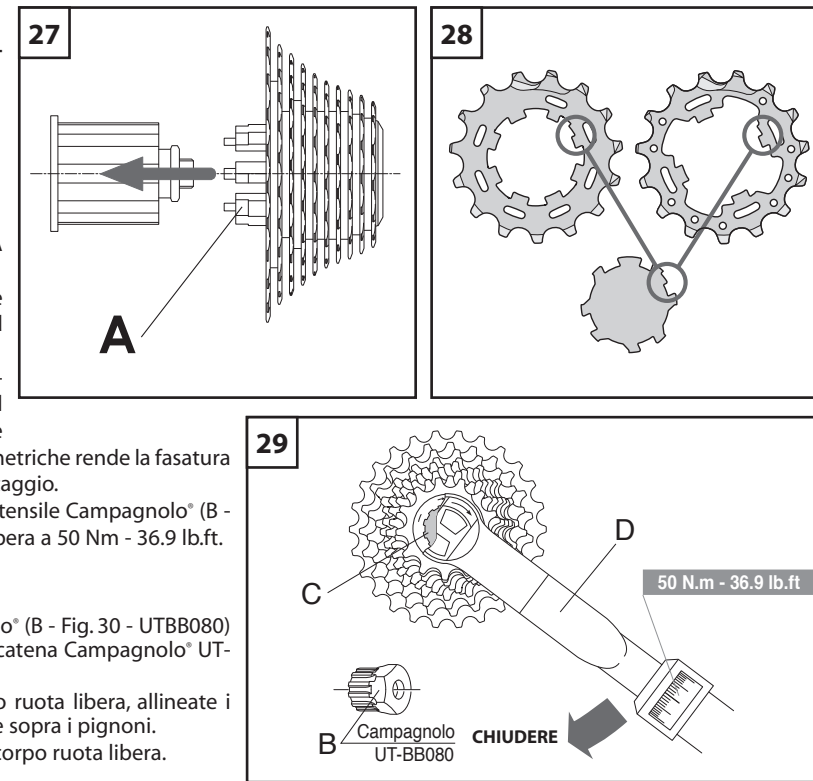 27
A
28
A
e
l
l
e
netriche rende la fasatura
aggio.
tensile Campagnolo® (B -
bera a 50 Nm - 36.9 lb.ft.
o® (B - Fig. 30 - UTBB080)
catena Campagnolo® UT-
o ruota libera, allineate i
e sopra i pignoni.
corpo ruota libera.
29
C
D
50 N.m - 36.9 lb.ft
B
Campagnolo
UT-BB080
CHIUDERE